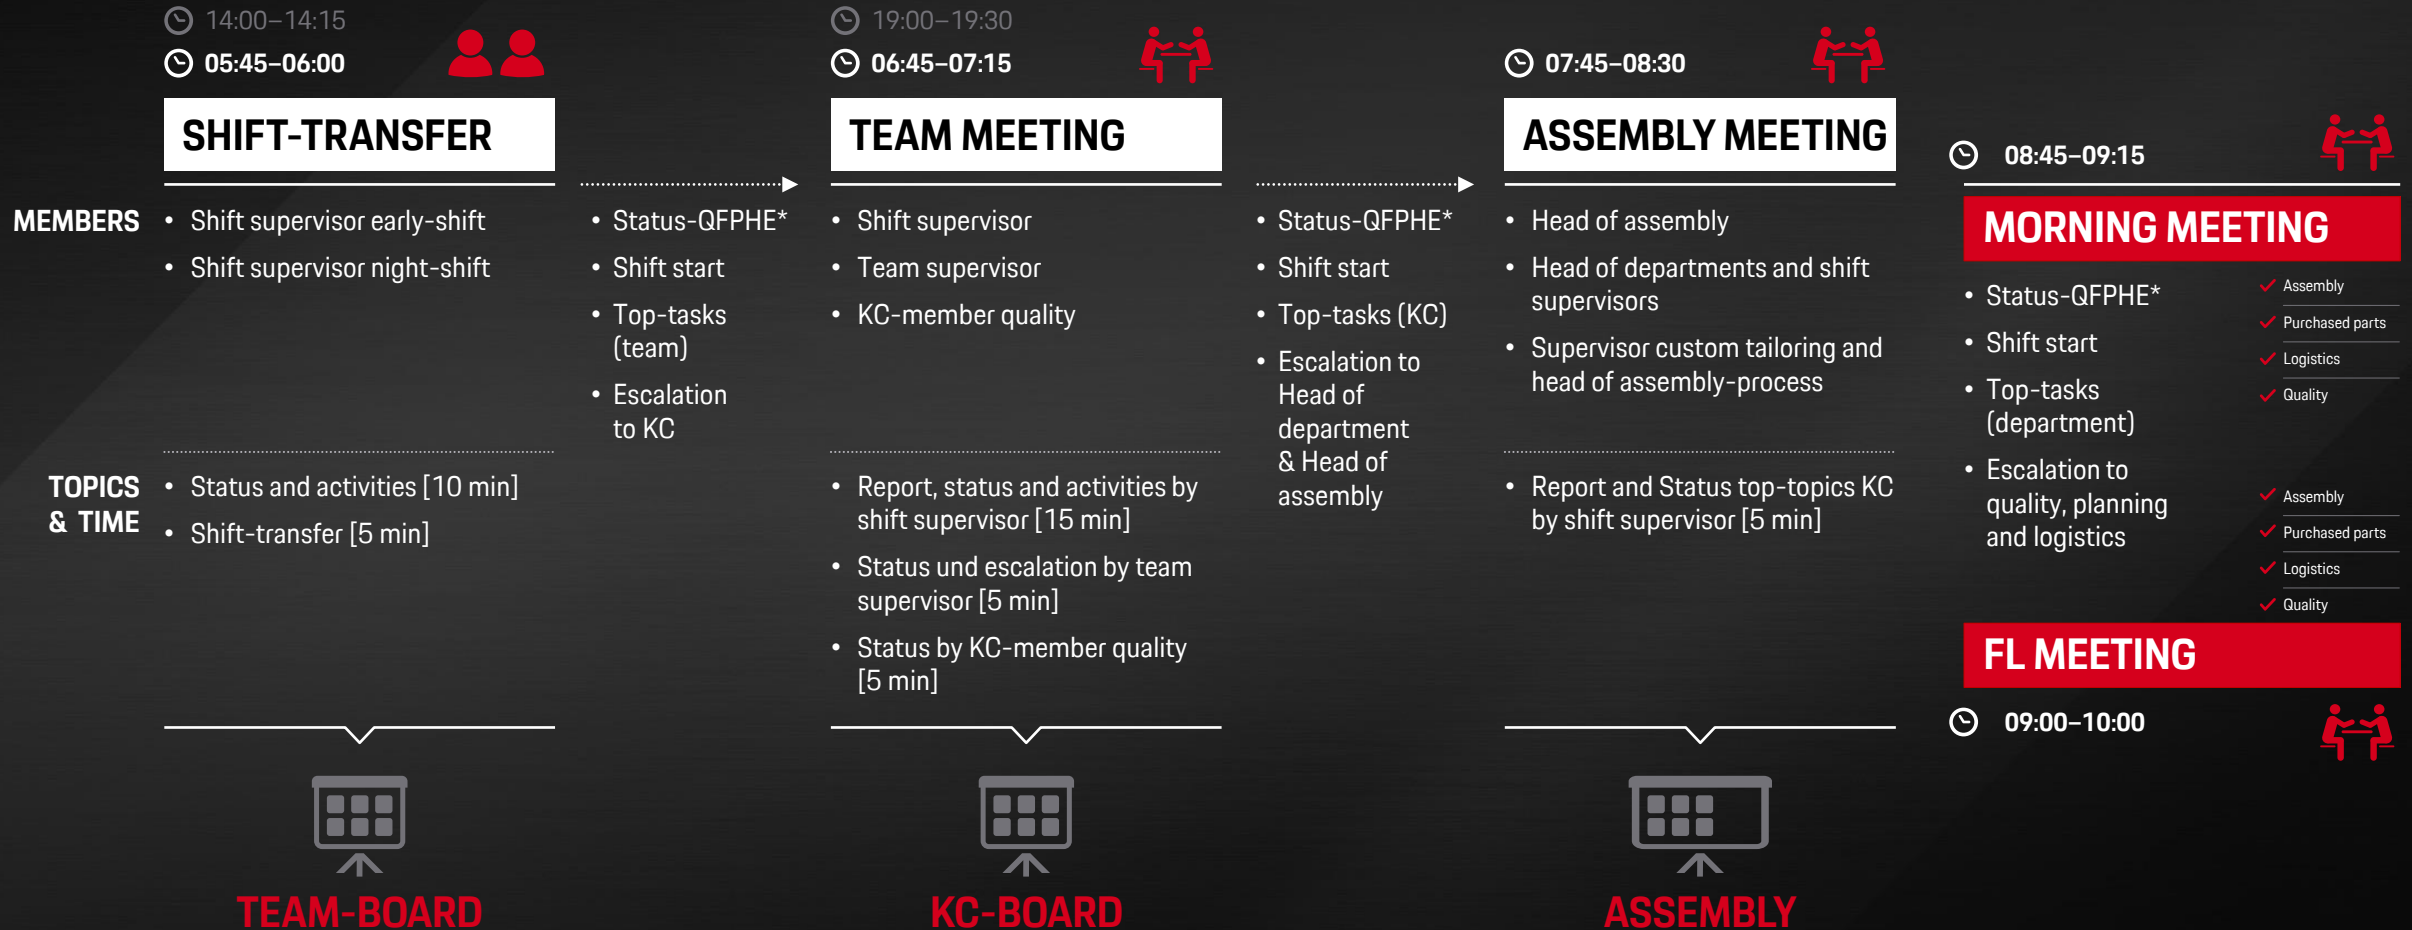 14:00–14:15
05:45–06:00
SHIFT-TRANSFER
MEMBERS
• Shift supervisor early-shift
• Shift supervisor night-shift
TOPICS
& TIME
• Status and activities [10 min]
• Shift-transfer [5 min]
TEAM-BOARD
• Status-QFPHE*
• Shift start
• Top-tasks
(team)
• Escalation
to KC
19:00–19:30
06:45–07:15
TEAM MEETING
• Shift supervisor
• Team supervisor
• KC-member quality
• Report, status and activities by
shift supervisor [15 min]
• Status und escalation by team
supervisor [5 min]
• Status by KC-member quality
[5 min]
KC-BOARD
• Status-QFPHE*
• Shift start
• Top-tasks (KC)
• Escalation to
Head of
department
& Head of
assembly
07:45–08:30
ASSEMBLY MEETING
• Head of assembly
• Head of departments and shift
supervisors
• Supervisor custom tailoring and
head of assembly-process
• Report and Status top-topics KC
by shift supervisor [5 min]
ASSEMBLY
08:45–09:15
MORNING MEETING
• Status-QFPHE*
• Shift start
• Top-tasks
(department)
• Escalation to
quality, planning
and logistics
Assembly
Purchased parts
Logistics
Quality
Assembly
Purchased parts
Logistics
Quality
FL MEETING
09:00–10:00